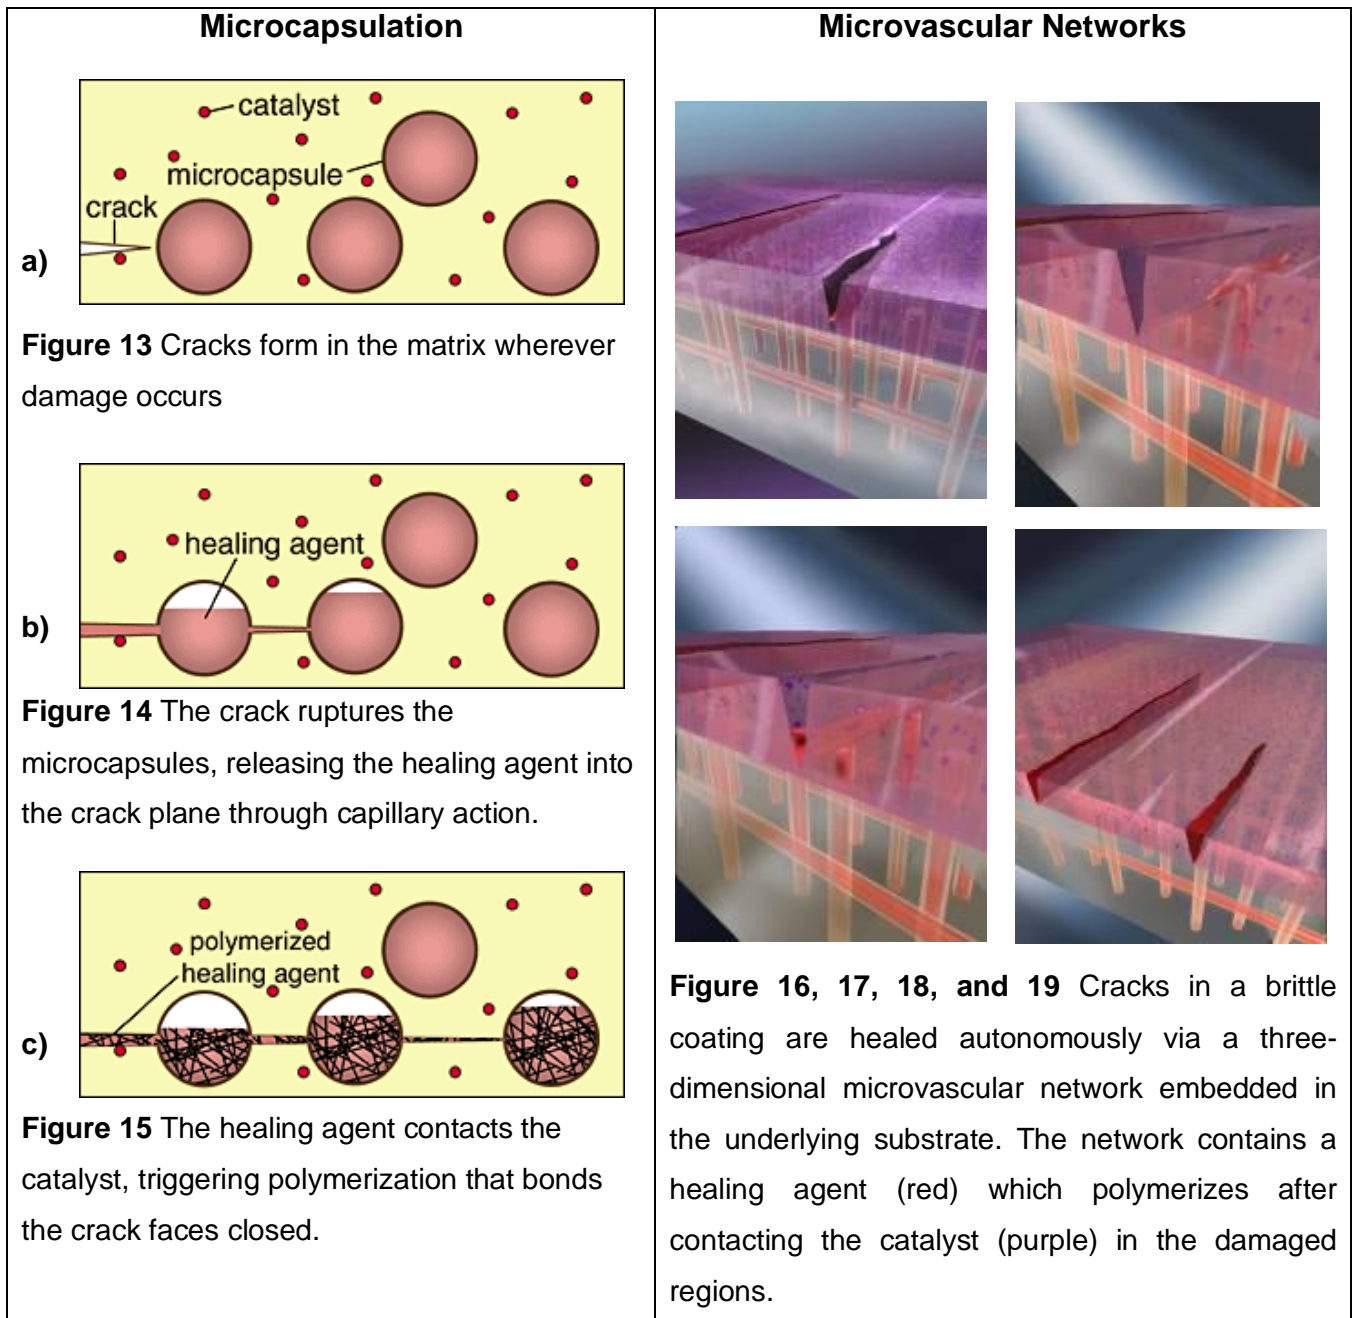 Microcapsulation
catalyst
microcapsule
crack
a)
Figure 13 Cracks form in the matrix wherever
damage occurs
healing agent
b)
Figure 14 The crack ruptures the
microcapsules, releasing the healing agent into
the crack plane through capillary action.
polymerized
healing agent
c)
Figure 15 The healing agent contacts the
catalyst, triggering polymerization that bonds
the crack faces closed.
Microvascular Networks
Figure 16, 17, 18, and 19 Cracks in a brittle
coating are healed autonomously via a three-
dimensional microvascular network embedded in
the underlying substrate. The network contains a
healing agent (red) which polymerizes after
contacting the catalyst (purple) in the damaged
regions.